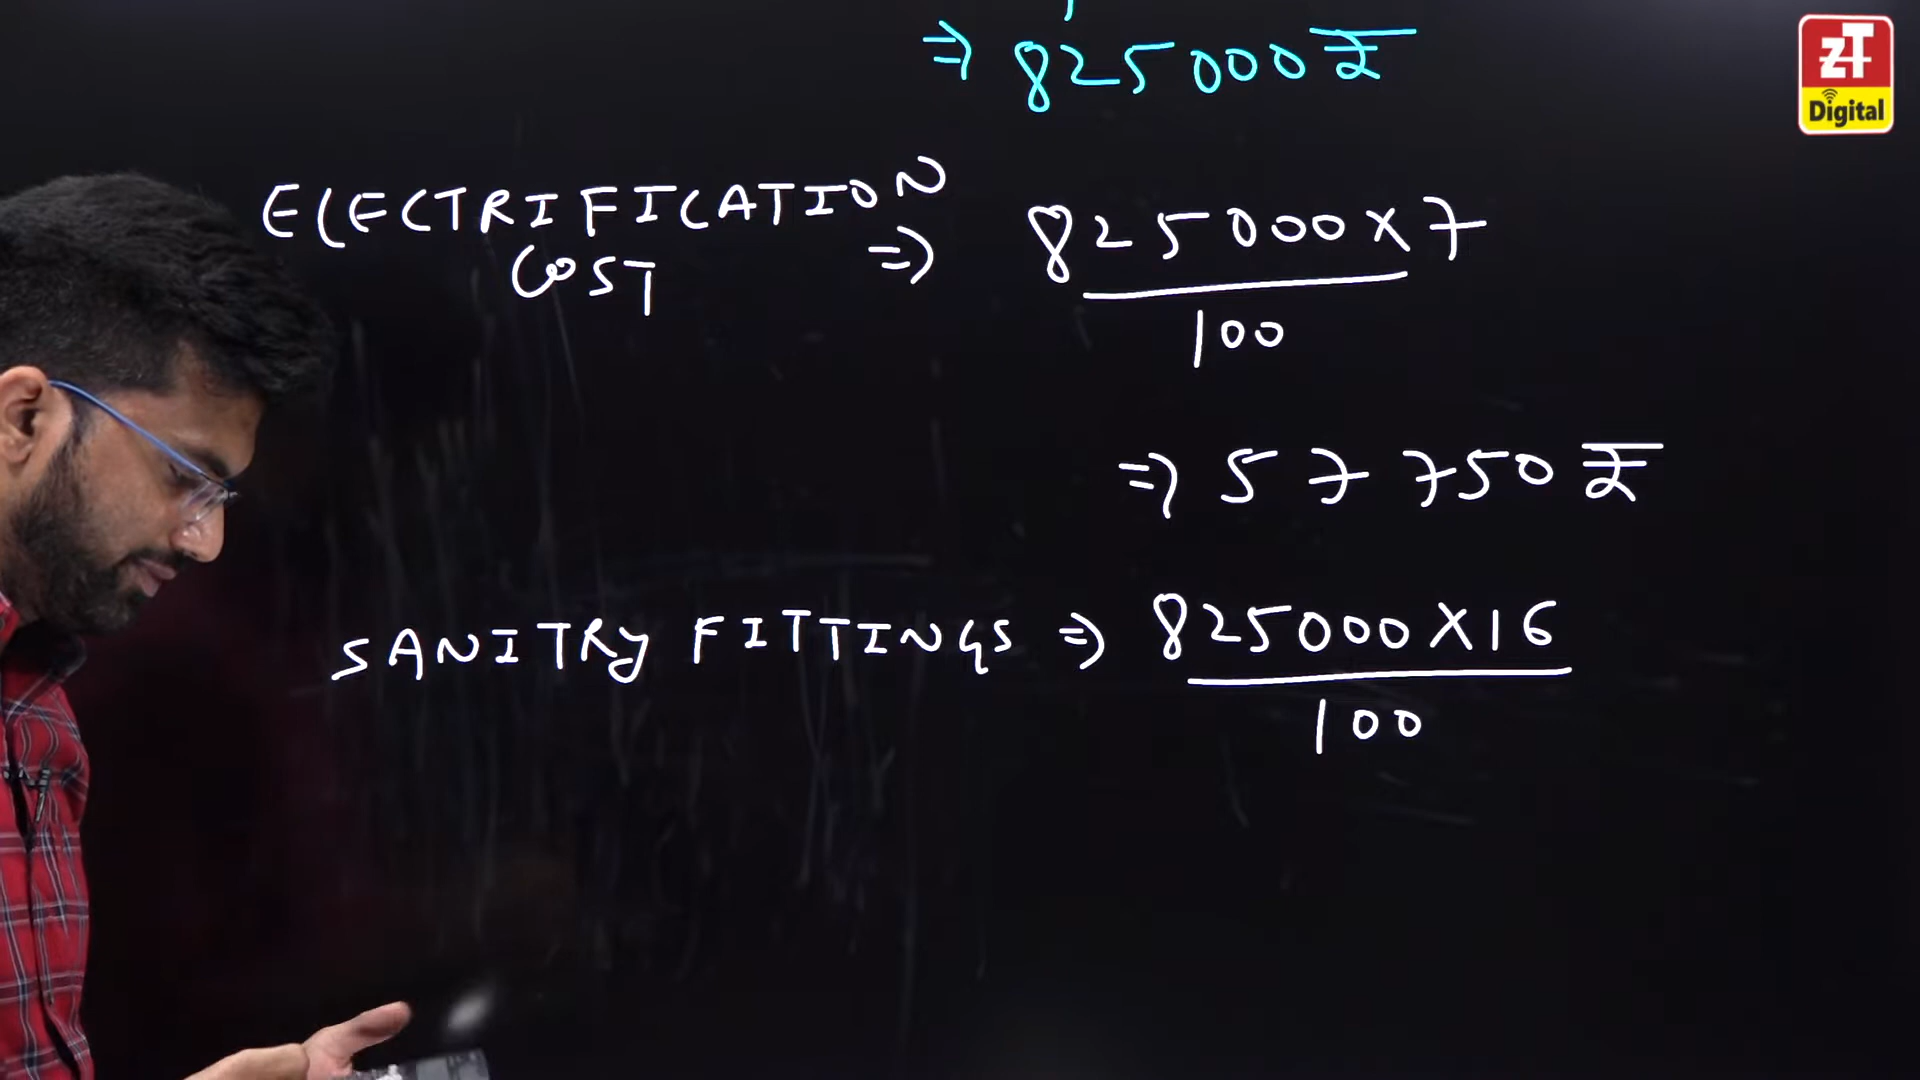 ⇒ 825000 ₹
ZT
Digital
ELECTRIFICATION
COST ⇒ 825000 × 7
100
⇒ 57750 ₹
SANITRY FITTINGS ⇒ 825000 × 16
100